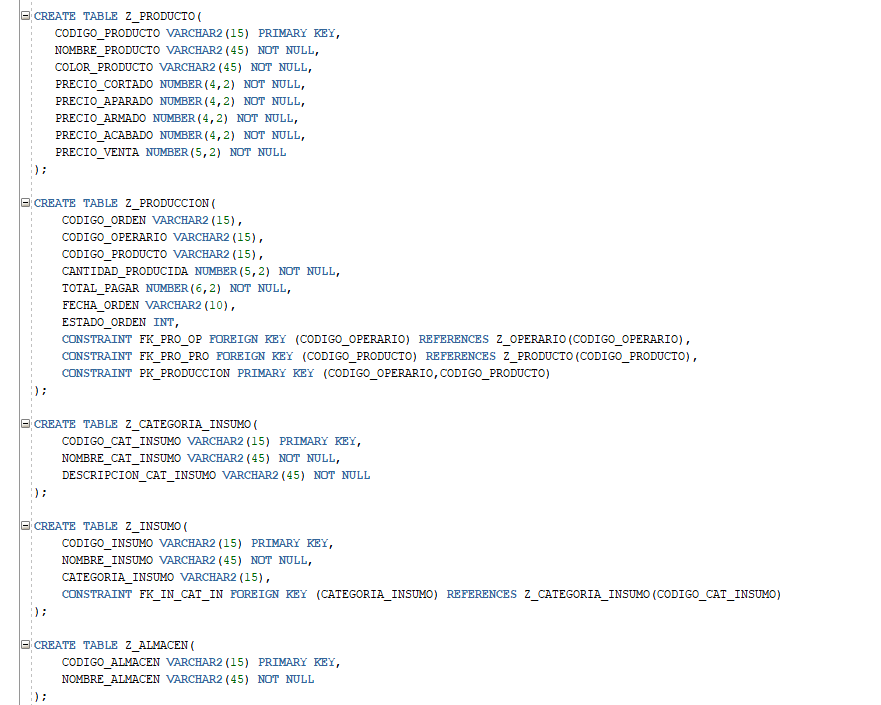 CREATE TABLE Z_PRODUCTO(
CODIGO_PRODUCTO VARCHAR2(15) PRIMARY KEY,
NOMBRE_PRODUCTO VARCHAR2(45) NOT NULL,
COLOR_PRODUCTO VARCHAR2(45) NOT NULL,
PRECIO_CORTADO NUMBER(4,2) NOT NULL,
PRECIO_APARADO NUMBER(4,2) NOT NULL,
PRECIO_ARMADO NUMBER(4,2) NOT NULL,
PRECIO_ACABADO NUMBER(4,2) NOT NULL,
PRECIO_VENTA NUMBER(5,2) NOT NULL
);
CREATE TABLE Z_PRODUCCION(
CODIGO_ORDEN VARCHAR2(15),
CODIGO_OPERARIO VARCHAR2(15),
CODIGO_PRODUCTO VARCHAR2(15),
CANTIDAD_PRODUCIDA NUMBER(5,2) NOT NULL,
TOTAL_PAGAR NUMBER(6,2) NOT NULL,
FECHA_ORDEN VARCHAR2(10),
ESTADO_ORDEN INT,
CONSTRAINT FK_PRO_OP FOREIGN KEY (CODIGO_OPERARIO) REFERENCES Z_OPERARIO(CODIGO_OPERARIO),
CONSTRAINT FK_PRO_PRO FOREIGN KEY (CODIGO_PRODUCTO) REFERENCES Z_PRODUCTO(CODIGO_PRODUCTO),
CONSTRAINT PK_PRODUCCION PRIMARY KEY (CODIGO_OPERARIO,CODIGO_PRODUCTO)
);
CREATE TABLE Z_CATEGORIA_INSUMO(
CODIGO_CAT_INSUMO VARCHAR2(15) PRIMARY KEY,
NOMBRE_CAT_INSUMO VARCHAR2(45) NOT NULL,
DESCRIPCION_CAT_INSUMO VARCHAR2(45) NOT NULL
);
CREATE TABLE Z_INSUMO(
CODIGO_INSUMO VARCHAR2(15) PRIMARY KEY,
NOMBRE_INSUMO VARCHAR2(45) NOT NULL,
CATEGORIA_INSUMO VARCHAR2(15),
CONSTRAINT FK_IN_CAT_IN FOREIGN KEY (CATEGORIA_INSUMO) REFERENCES Z_CATEGORIA_INSUMO(CODIGO_CAT_INSUMO)
);
CREATE TABLE Z_ALMACEN(
CODIGO_ALMACEN VARCHAR2(15) PRIMARY KEY,
NOMBRE_ALMACEN VARCHAR2(45) NOT NULL
);